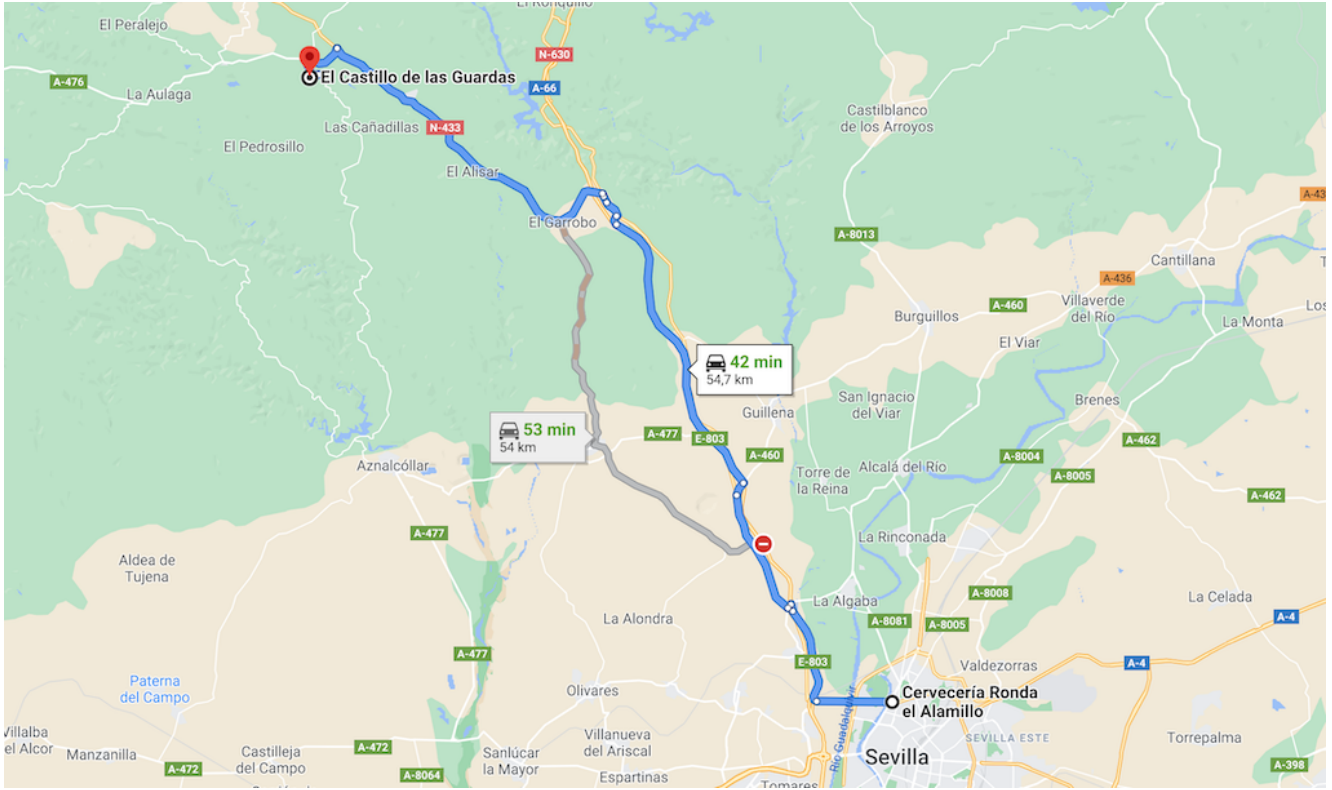 El Ronquillo
El Peralejo
N-630
El Castillo de las Guardas
A-476
A-66
La Aulaga
Castilblanco
de los Arroyos
Las Cañadillas
N-433
El Pedrosillo
El Alisar
A-43
El Garrobo
A-8013
Cantillana
A-436
Villaverde
del Río
A-460
Burguillos
La Monta
Los
El Viar
42 min
54,7 km
San Ignacio
del Viar
Brenes
Guillena
53 min
54 km
A-477
E-803
A-462
A-460
A-8004
Aznalcóllar
Torre de
la Reina
Alcalá del Río
A-8005
A-462
A-477
La Rinconada
Aldea de
Tujena
A-8008
La Algaba
La Celada
La Alondra
A-8081
A-8005
A-4
A-477
E-803
A-4
Valdezorras
Paterna
del Campo
Olivares
Cervecería Ronda
el Alamillo
Río Guadalquivir
Villalba
el Alcor
Manzanilla
Castilleja
del Campo
A-472
Sanlúcar
la Mayor
Villanueva
del Ariscal
SEVILLA ESTE
Torrepalma
Sevilla
A-472
A-8064
Espartinas
Tomares
A-398